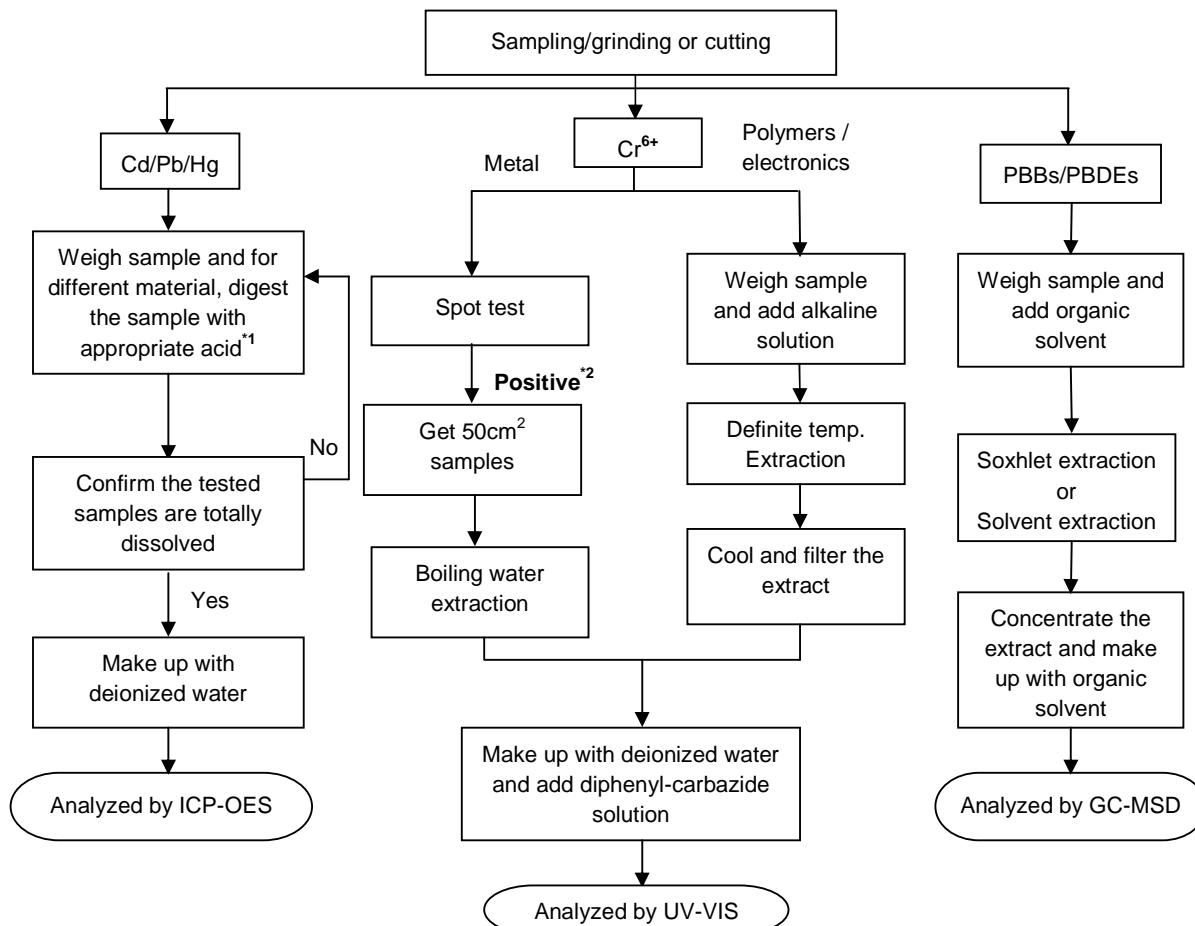 Sampling/grinding or cutting
Cd/Pb/Hg
Weigh sample and for
different material, digest
the sample with
appropriate acid*1
No
Confirm the tested
samples are totally
dissolved
Yes
Make up with
deionized water
Analyzed by ICP-OES
Cr6+
Metal
Spot test
Positive*2
Get 50cm2
samples
Boiling water
extraction
Polymers /
electronics
Weigh sample
and add alkaline
solution
Definite temp.
Extraction
Cool and filter the
extract
Make up with deionized water
and add diphenyl-carbazide
solution
Analyzed by UV-VIS
PBBs/PBDEs
Weigh sample and
add organic
solvent
Soxhlet extraction
or
Solvent extraction
Concentrate the
extract and make
up with organic
solvent
Analyzed by GC-MSD